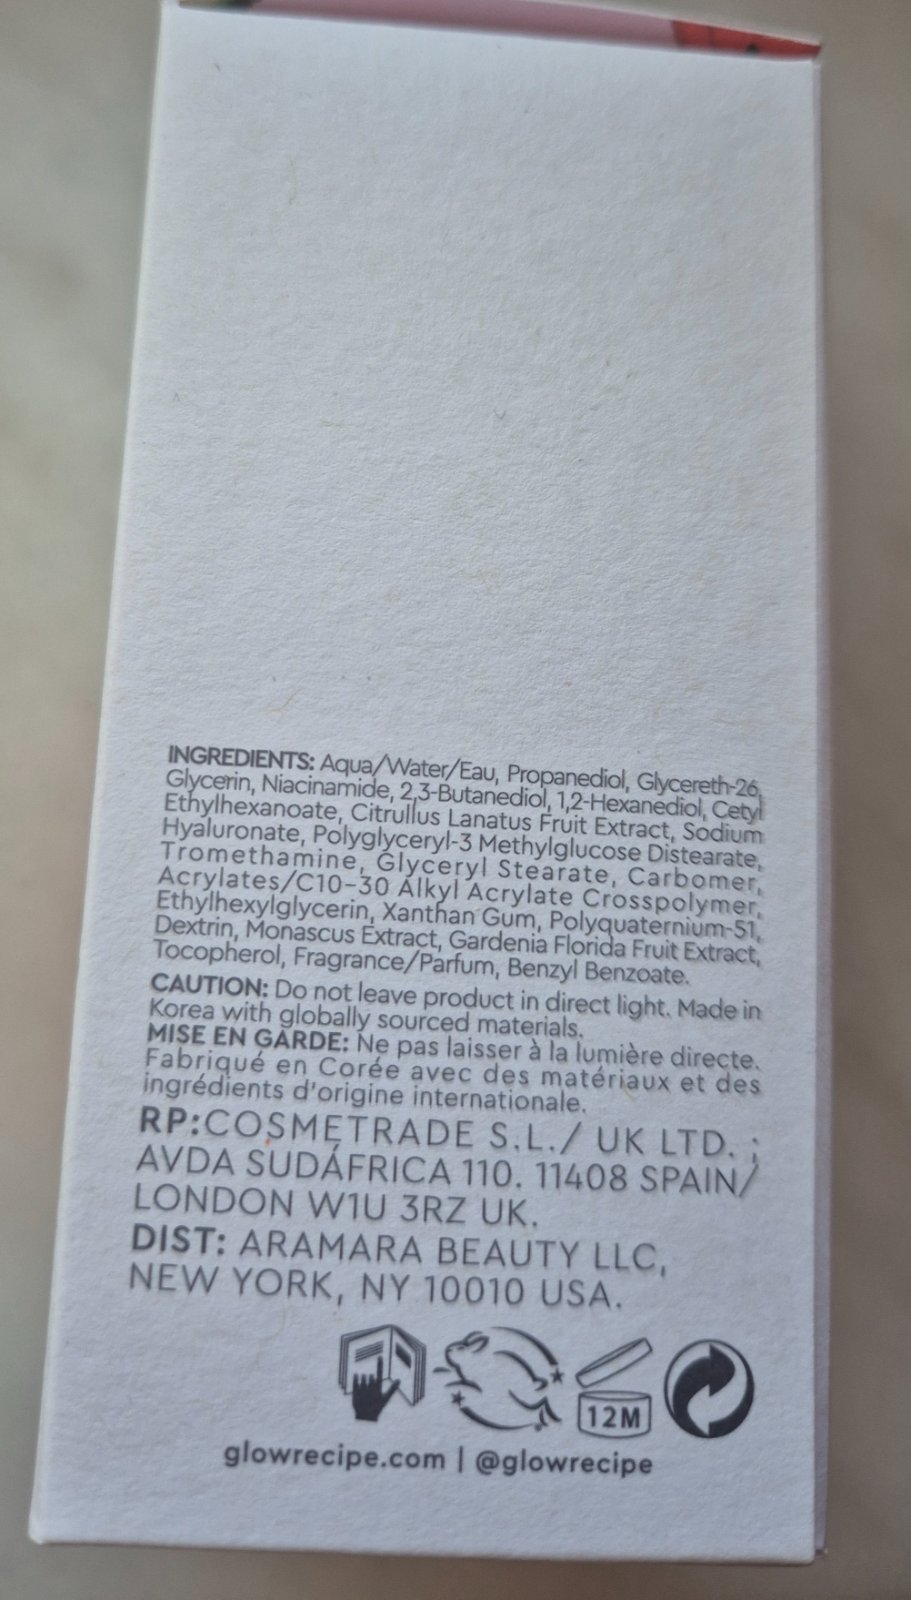 INGREDIENTS: Aqua/Water/Eau, Propanediol, Glycereth-26,
Glycerin, Niacinamide, 2,3-Butanediol, 1,2-Hexanediol, Cetyl
Ethylhexanoate, Citrullus Lanatus Fruit Extract, Sodium
Hyaluronate, Polyglyceryl-3 Methylglucose Distearate,
Tromethamine, Glyceryl Stearate, Carbomer,
Acrylates/C10-30 Alkyl Acrylate Crosspolymer,
Ethylhexylglycerin, Xanthan Gum, Polyquaternium-51,
Dextrin, Monascus Extract, Gardenia Florida Fruit Extract,
Tocopherol, Fragrance/Parfum, Benzyl Benzoate.
CAUTION: Do not leave product in direct light. Made in
Korea with globally sourced materials.
MISE EN GARDE: Ne pas laisser à la lumière directe.
Fabriqué en Corée avec des matériaux et des
ingrédients d'origine internationale.
RP:COSMETRADE S.L./ UK LTD. ;
AVDA SUDÁFRICA 110. 11408 SPAIN/
LONDON W1U 3RZ UK.
DIST: ARAMARA BEAUTY LLC,
NEW YORK, NY 10010 USA.
12M
glowrecipe.com | @glowrecipe